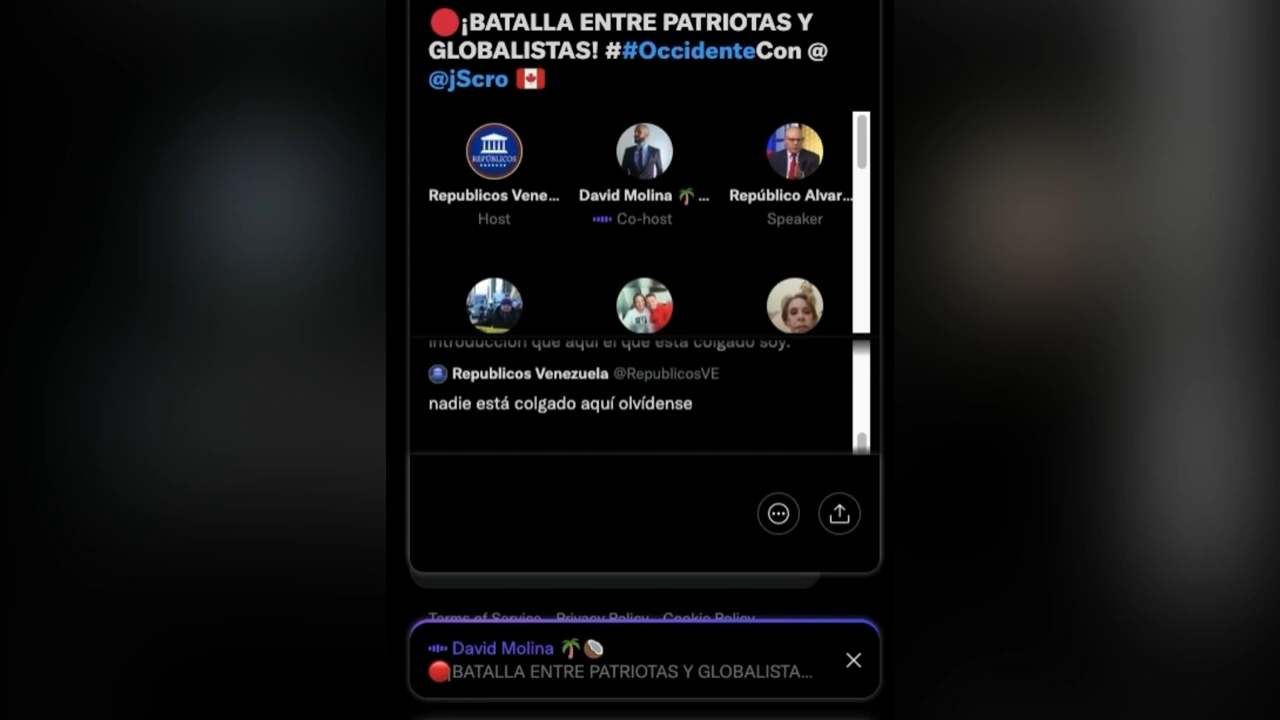 🔴¡BATALLA ENTRE PATRIOTAS Y
GLOBALISTAS! ##OccidenteCon @
@jScro 🇨🇦
REPÚBLICOS
Republicos Vene... David Molina 🌴 ... Repúblico Alvar...
Host Co-host Speaker
introducción que aquí el que está colgado soy.
Republicos Venezuela @RepublicosVE
nadie está colgado aquí olvídense
Terms of Service Privacy Policy Cookie Policy
David Molina 🌴🥥
🔴¡BATALLA ENTRE PATRIOTAS Y GLOBALISTA...